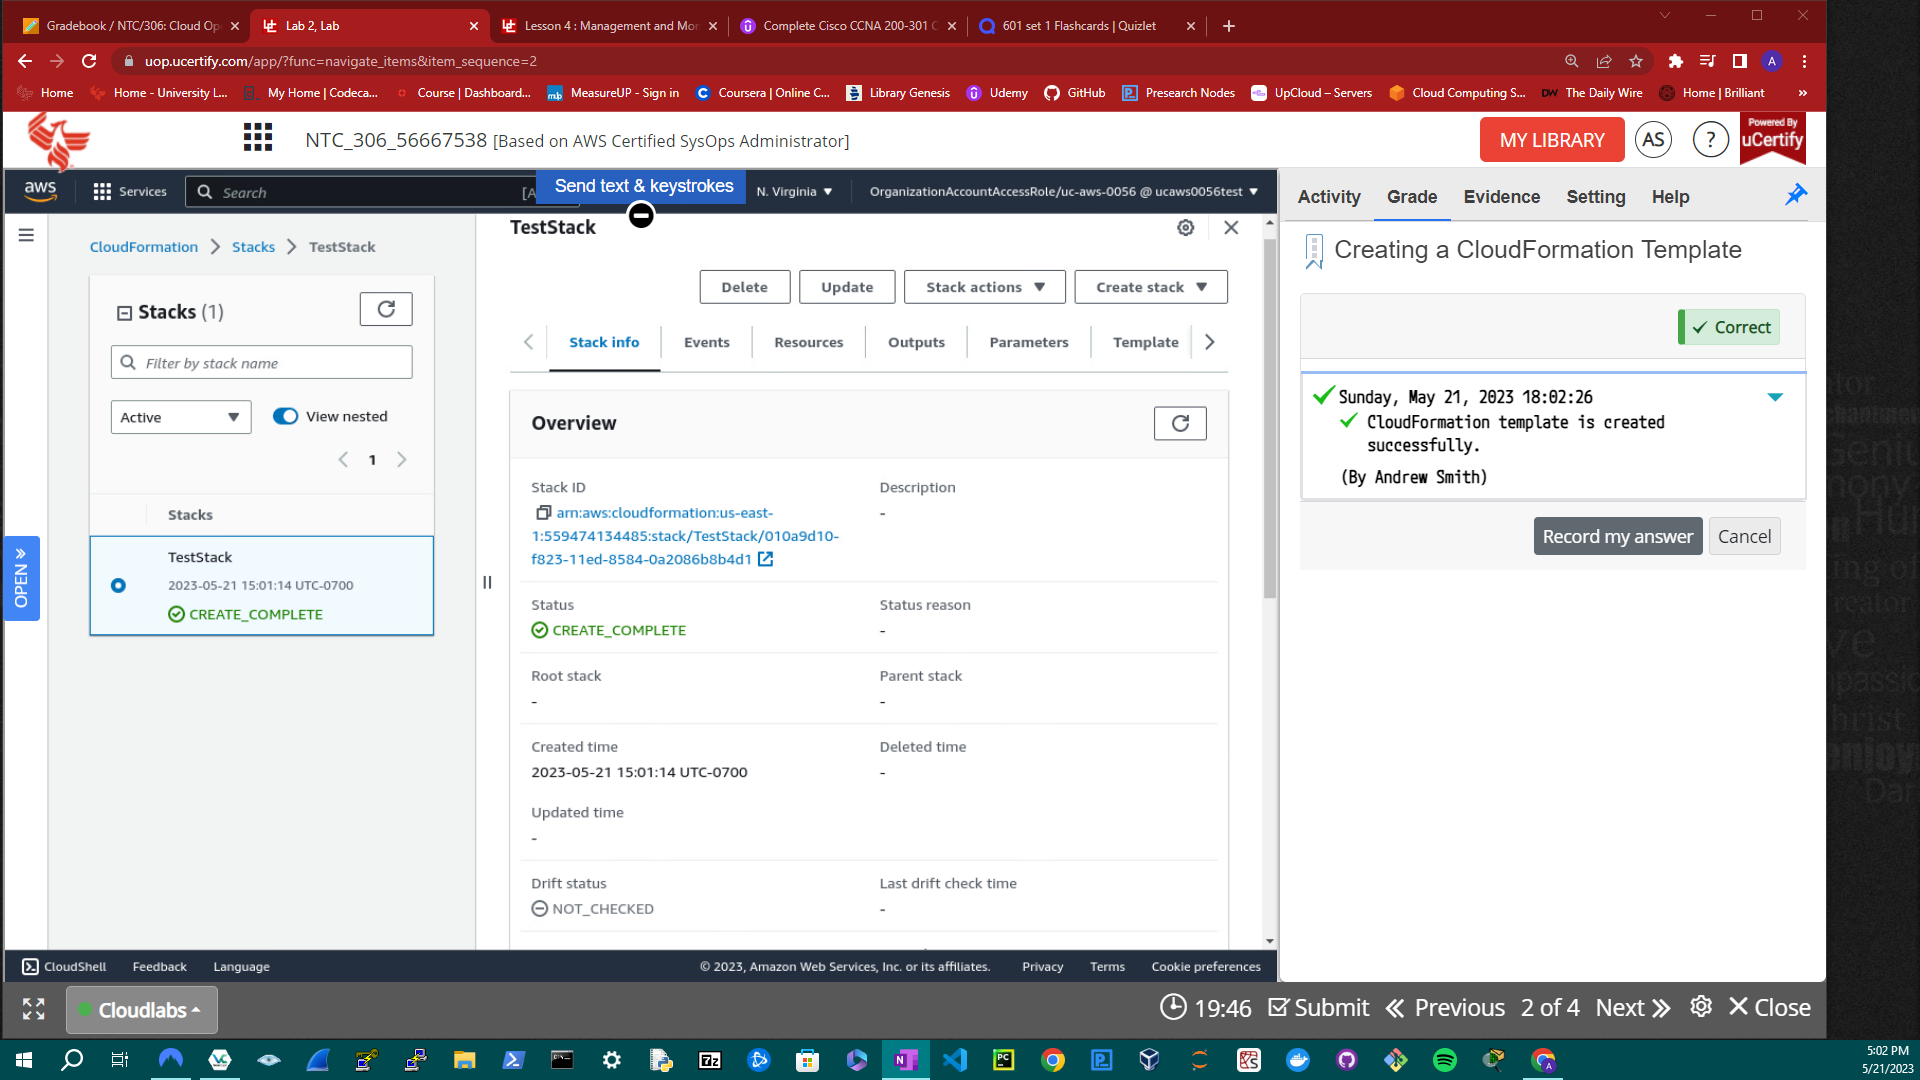 Gradebook / NTC/306: Cloud Op
Lab 2, Lab
Lesson 4 : Management and Mor
Complete Cisco CCNA 200-301 C
601 set 1 Flashcards | Quizlet
uop.ucertify.com/app/?func=navigate_items&item_sequence=2
A
Home
Home - University L...
My Home | Codeca...
Course | Dashboard...
MeasureUP - Sign in
Coursera | Online C...
Library Genesis
Udemy
GitHub
Presearch Nodes
UpCloud – Servers
Cloud Computing S...
DW The Daily Wire
Home | Brilliant
»
NTC_306_56667538 [Based on AWS Certified SysOps Administrator]
MY LIBRARY
AS
?
Powered By
uCertify
aws
Services
Search
[A
Send text & keystrokes
N. Virginia
OrganizationAccountAccessRole/uc-aws-0056 @ ucaws0056test
Activity
Grade
Evidence
Setting
Help
CloudFormation
Stacks
TestStack
Stacks (1)
Filter by stack name
Active
View nested
1
Stacks
TestStack
2023-05-21 15:01:14 UTC-0700
CREATE_COMPLETE
OPEN »
TestStack
Delete
Update
Stack actions
Create stack
Stack info
Events
Resources
Outputs
Parameters
Template
Overview
Stack ID
arn:aws:cloudformation:us-east-
1:559474134485:stack/TestStack/010a9d10-
f823-11ed-8584-0a2086b8b4d1
Description
-
Status
CREATE_COMPLETE
Status reason
-
Root stack
-
Parent stack
-
Created time
2023-05-21 15:01:14 UTC-0700
Deleted time
-
Updated time
-
Drift status
NOT_CHECKED
Last drift check time
-
Creating a CloudFormation Template
Correct
Sunday, May 21, 2023 18:02:26
CloudFormation template is created
successfully.
(By Andrew Smith)
Record my answer
Cancel
CloudShell
Feedback
Language
© 2023, Amazon Web Services, Inc. or its affiliates.
Privacy
Terms
Cookie preferences
Cloudlabs
19:46
Submit
Previous
2 of 4
Next
Close
5:02 PM
5/21/2023